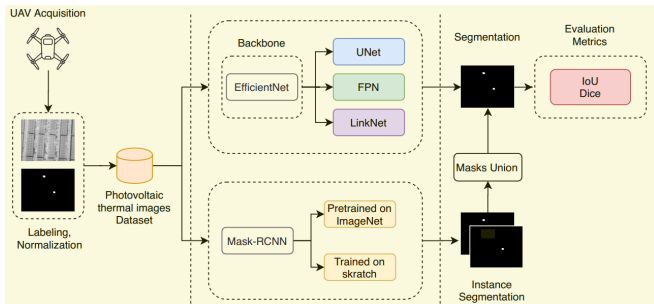 UAV Acquisition
Labeling,
Normalization
Photovoltaic
thermal images
Dataset
Backbone
EfficientNet
UNet
FPN
LinkNet
Mask-RCNN
Pretrained on
ImageNet
Trained on
skratch
Segmentation
Masks Union
Instance
Segmentation
Evaluation
Metrics
IoU
Dice